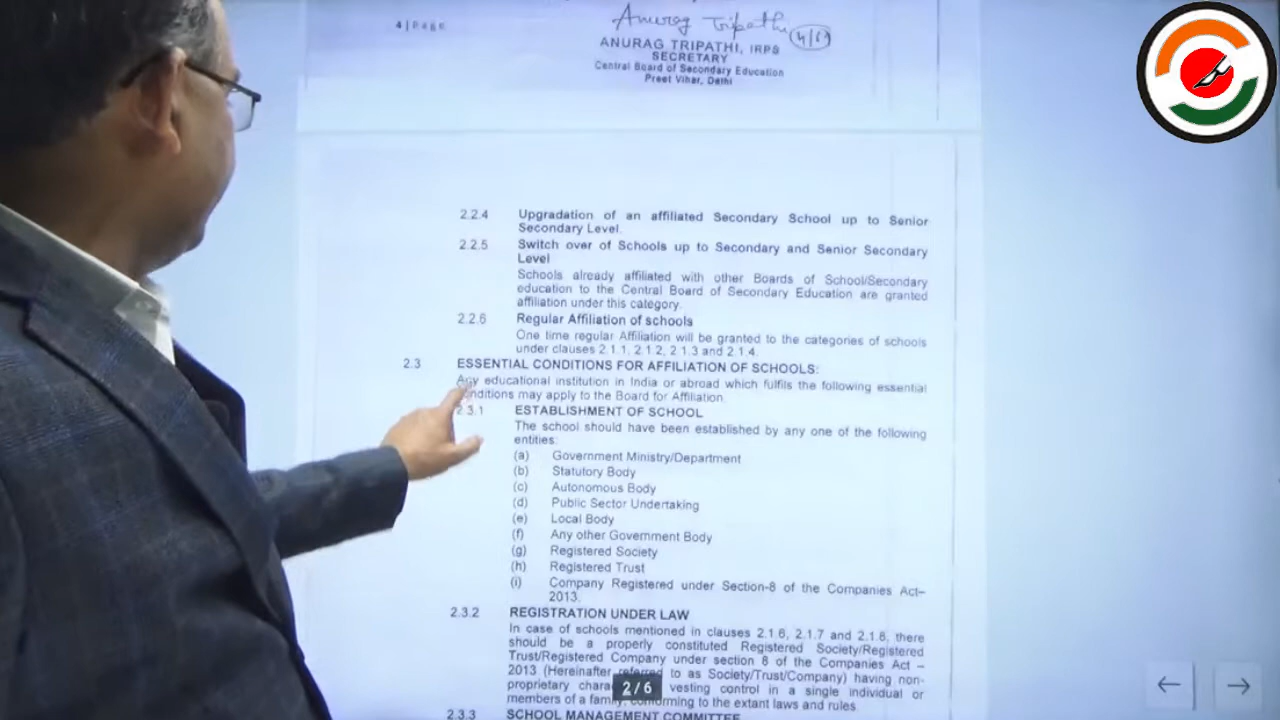 4 | Page
Anurag Tripathi
4/6
ANURAG TRIPATHI, IRPS
SECRETARY
Central Board of Secondary Education
Preet Vihar, Delhi
2.2.4 Upgradation of an affiliated Secondary School up to Senior
Secondary Level.
2.2.5 Switch over of Schools up to Secondary and Senior Secondary
Level
Schools already affiliated with other Boards of School/Secondary
education to the Central Board of Secondary Education are granted
affiliation under this category.
2.2.6 Regular Affiliation of schools
One time regular Affiliation will be granted to the categories of schools
under clauses 2.1.1, 2.1.2, 2.1.3 and 2.1.4.
2.3 ESSENTIAL CONDITIONS FOR AFFILIATION OF SCHOOLS:
Any educational institution in India or abroad which fulfils the following essential
conditions may apply to the Board for Affiliation
2.3.1 ESTABLISHMENT OF SCHOOL
The school should have been established by any one of the following
entities:
(a) Government Ministry/Department
(b) Statutory Body
(c) Autonomous Body
(d) Public Sector Undertaking
(e) Local Body
(f) Any other Government Body
(g) Registered Society
(h) Registered Trust
(i) Company Registered under Section-8 of the Companies Act–
2013.
2.3.2 REGISTRATION UNDER LAW
In case of schools mentioned in clauses 2.1.6, 2.1.7 and 2.1.8, there
should be a properly constituted Registered Society/Registered
Trust/Registered Company under section 8 of the Companies Act –
2013 (Hereinafter referred to as Society/Trust/Company) having non-
proprietary vesting control in a single individual or
members of a family, conforming to the extant laws and rules.
2 / 6
2.3.3 SCHOOL MANAGEMENT COMMITTEE